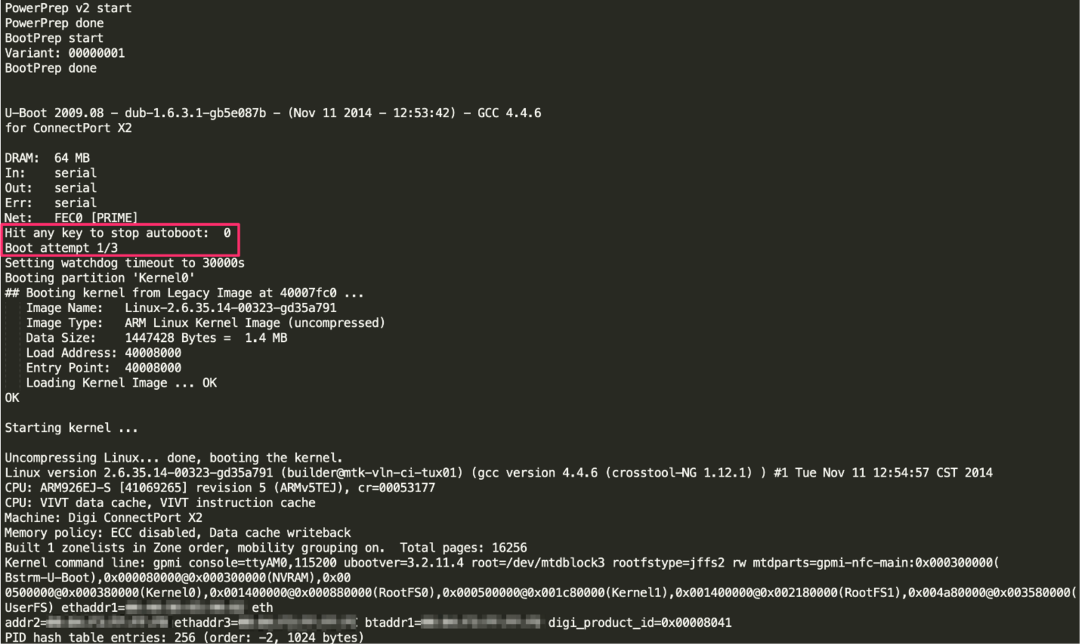 PowerPrep v2 start
PowerPrep done
BootPrep start
Variant: 00000001
BootPrep done
U-Boot 2009.08 - dub-1.6.3.1-gb5e087b - (Nov 11 2014 - 12:53:42) - GCC 4.4.6
for ConnectPort X2
DRAM:  64 MB
In:    serial
Out:   serial
Err:   serial
Net:   FEC0 [PRIME]
Hit any key to stop autoboot:  0
Boot attempt 1/3
Setting watchdog timeout to 30000s
Booting partition 'Kernel0'
## Booting kernel from Legacy Image at 40007fc0 ...
   Image Name:   Linux-2.6.35.14-00323-gd35a791
   Image Type:   ARM Linux Kernel Image (uncompressed)
   Data Size:    1447428 Bytes =  1.4 MB
   Load Address: 40008000
   Entry Point:  40008000
   Loading Kernel Image ... OK
OK
Starting kernel ...
Uncompressing Linux... done, booting the kernel.
Linux version 2.6.35.14-00323-gd35a791 (builder@mtk-vln-ci-tux01) (gcc version 4.4.6 (crosstool-NG 1.12.1) ) #1 Tue Nov 11 12:54:57 CST 2014
CPU: ARM926EJ-S [41069265] revision 5 (ARMv5TEJ), cr=00053177
CPU: VIVT data cache, VIVT instruction cache
Machine: Digi ConnectPort X2
Memory policy: ECC disabled, Data cache writeback
Built 1 zonelists in Zone order, mobility grouping on.  Total pages: 16256
Kernel command line: gpmi console=ttyAM0,115200 ubootver=3.2.11.4 root=/dev/mtdblock3 rootfstype=jffs2 rw mtdparts=gpmi-nfc-main:0x000300000(
Bstrm-U-Boot),0x000080000@0x000300000(NVRAM),0x00
0500000@0x000380000(Kernel0),0x001400000@0x000880000(RootFS0),0x000500000@0x001c80000(Kernel1),0x001400000@0x002180000(RootFS1),0x004a80000@0x003580000(
UserFS) ethaddr1= eth
addr2= ethaddr3= btaddr1= digi_product_id=0x00008041
PID hash table entries: 256 (order: -2, 1024 bytes)